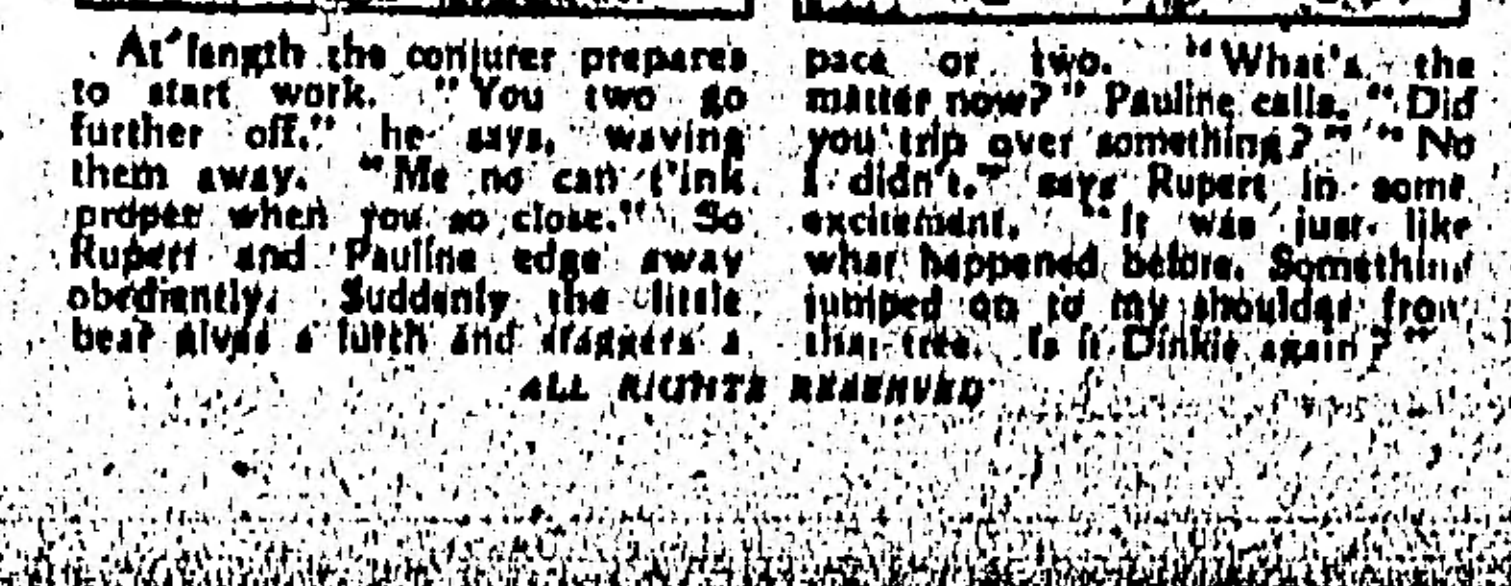 At length the conjurer prepares
to start work. "You two go
further off." he says, waving
them away. "Me no can t'ink
proper when you so close." So
Rupert and Pauline edge away
obediently. Suddenly the little
bear gives a lurch and staggers a
pace or two. "What's the
matter now?" Pauline calls. "Did
you trip over something?" "No
I didn't." says Rupert in some
excitement. "It was just like
what happened before. Something
jumped on to my shoulder from
that tree. Is it Dinkie again?"
ALL RIGHTS RESERVED